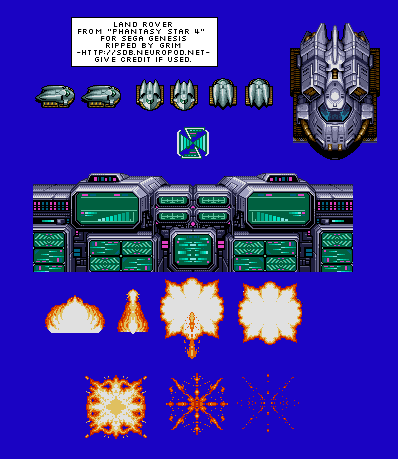 LAND ROVER
FROM "PHANTASY STAR 4"
FOR SEGA GENESIS
RIPPED BY GRIM
-HTTP://SDB.NEUROPOD.NET-
GIVE CREDIT IF USED.